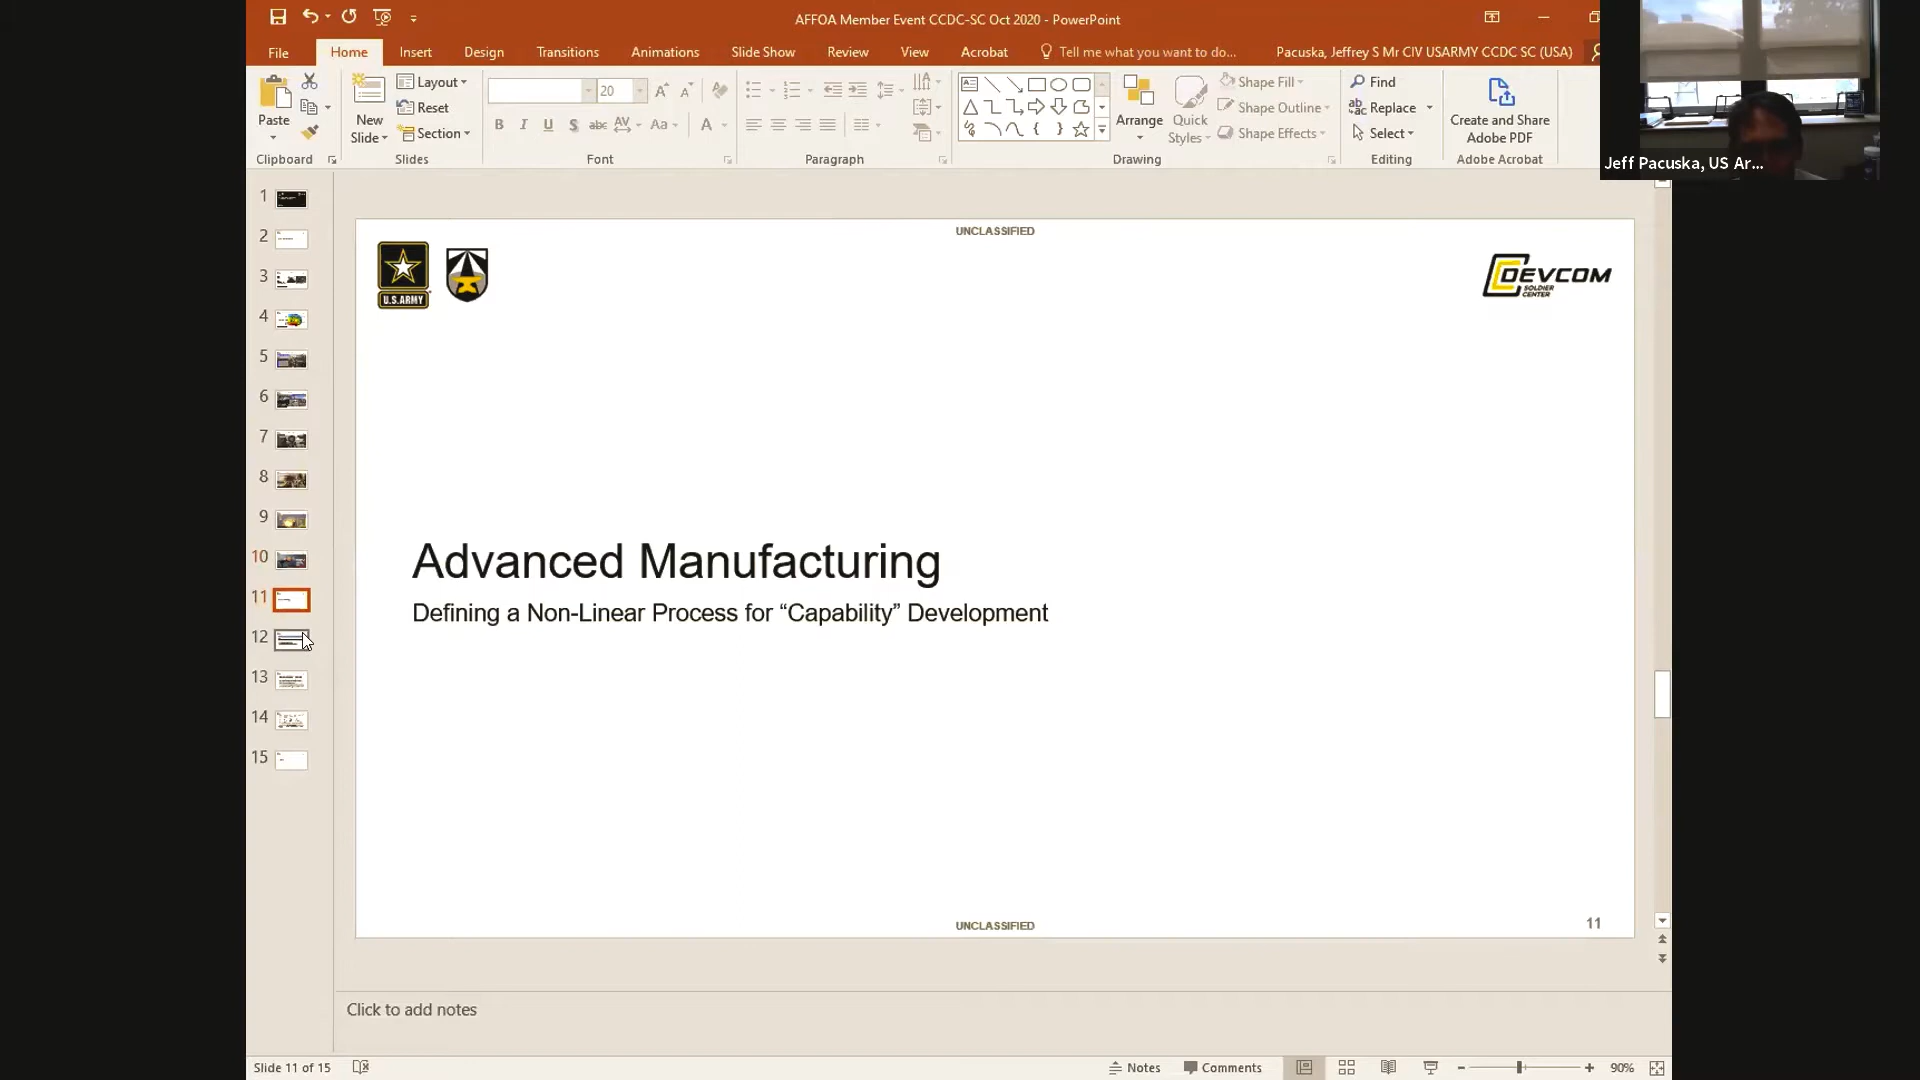 AFFOA Member Event CCDC-SC Oct 2020 - PowerPoint
File
Home
Insert
Design
Transitions
Animations
Slide Show
Review
View
Acrobat
Tell me what you want to do...
Pacuska, Jeffrey S Mr CIV USARMY CCDC SC (USA)
Paste
New
Slide
Layout
Reset
Section
20
B
I
U
S
abc
AV
Aa
A
Shape Fill
Shape Outline
Shape Effects
Arrange
Quick
Styles
Find
Replace
Select
Create and Share
Adobe PDF
Clipboard
Slides
Font
Paragraph
Drawing
Editing
Adobe Acrobat
Jeff Pacuska, US Ar...
1
2
3
4
5
6
7
8
9
10
11
12
13
14
15
UNCLASSIFIED
U.S.ARMY
DEVCOM
SOLDIER
CENTER
Advanced Manufacturing
Defining a Non-Linear Process for “Capability” Development
UNCLASSIFIED
11
Click to add notes
Slide 11 of 15
Notes
Comments
90%